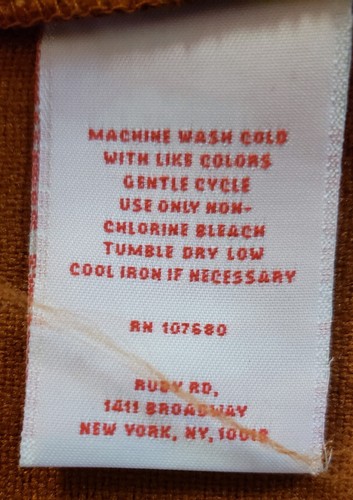 MACHINE WASH COLD
WITH LIKE COLORS
GENTLE CYCLE
USE ONLY NON-
CHLORINE BLEACH
TUMBLE DRY LOW
COOL IRON IF NECESSARY
RN 107680
RUBY RD,
1411 BROADWAY
NEW YORK, NY, 10018